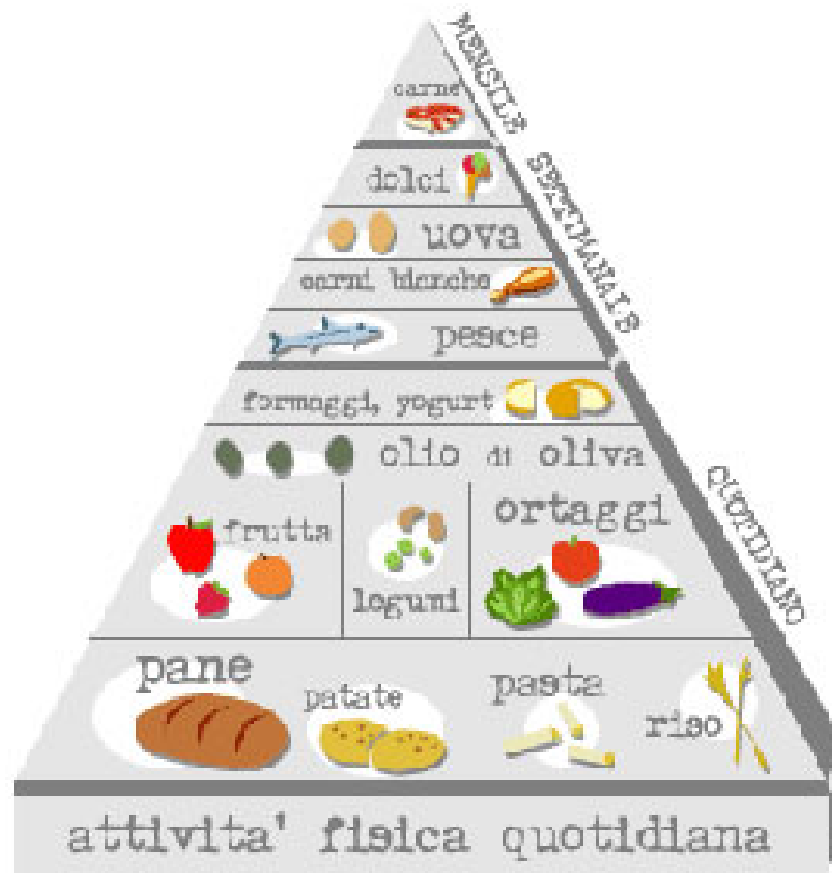 MENSILE
carne
SETTIMANALE
dolci
uova
carni bianche
pesce
formaggi, yogurt
QUOTIDIANO
olio di oliva
frutta
legumi
ortaggi
pane
patate
pasta
riso
attivita' fisica quotidiana